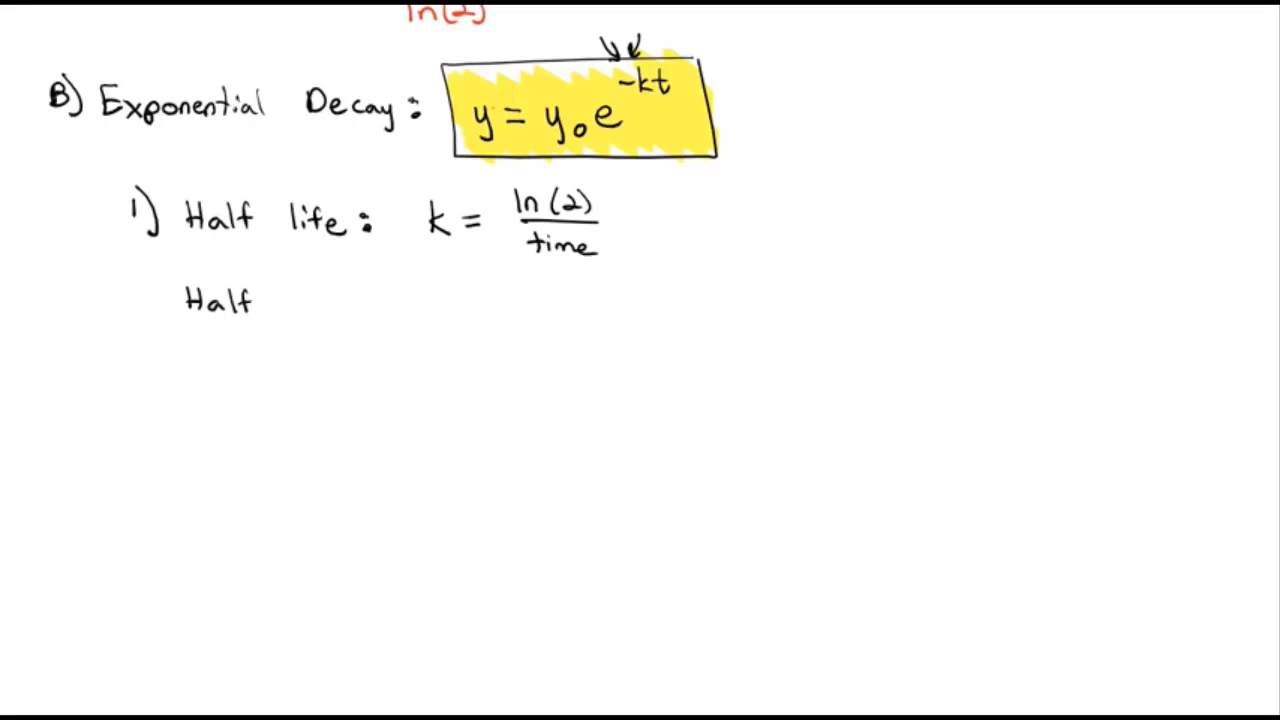 ln(2)
B) Exponential Decay: y = y₀e^(-kt)
1) Half life: k = ln(2)/time
Half